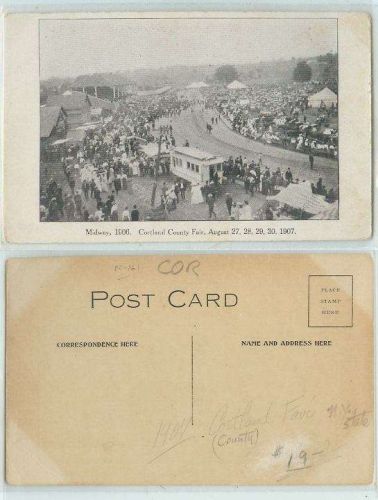 Midway, 1906. Cortland County Fair, August 27, 28, 29, 30, 1907.
COR
POST CARD
PLACE
STAMP
HERE
CORRESPONDENCE HERE
NAME AND ADDRESS HERE
Cortland Fair N.Y.
(County) State
$19-